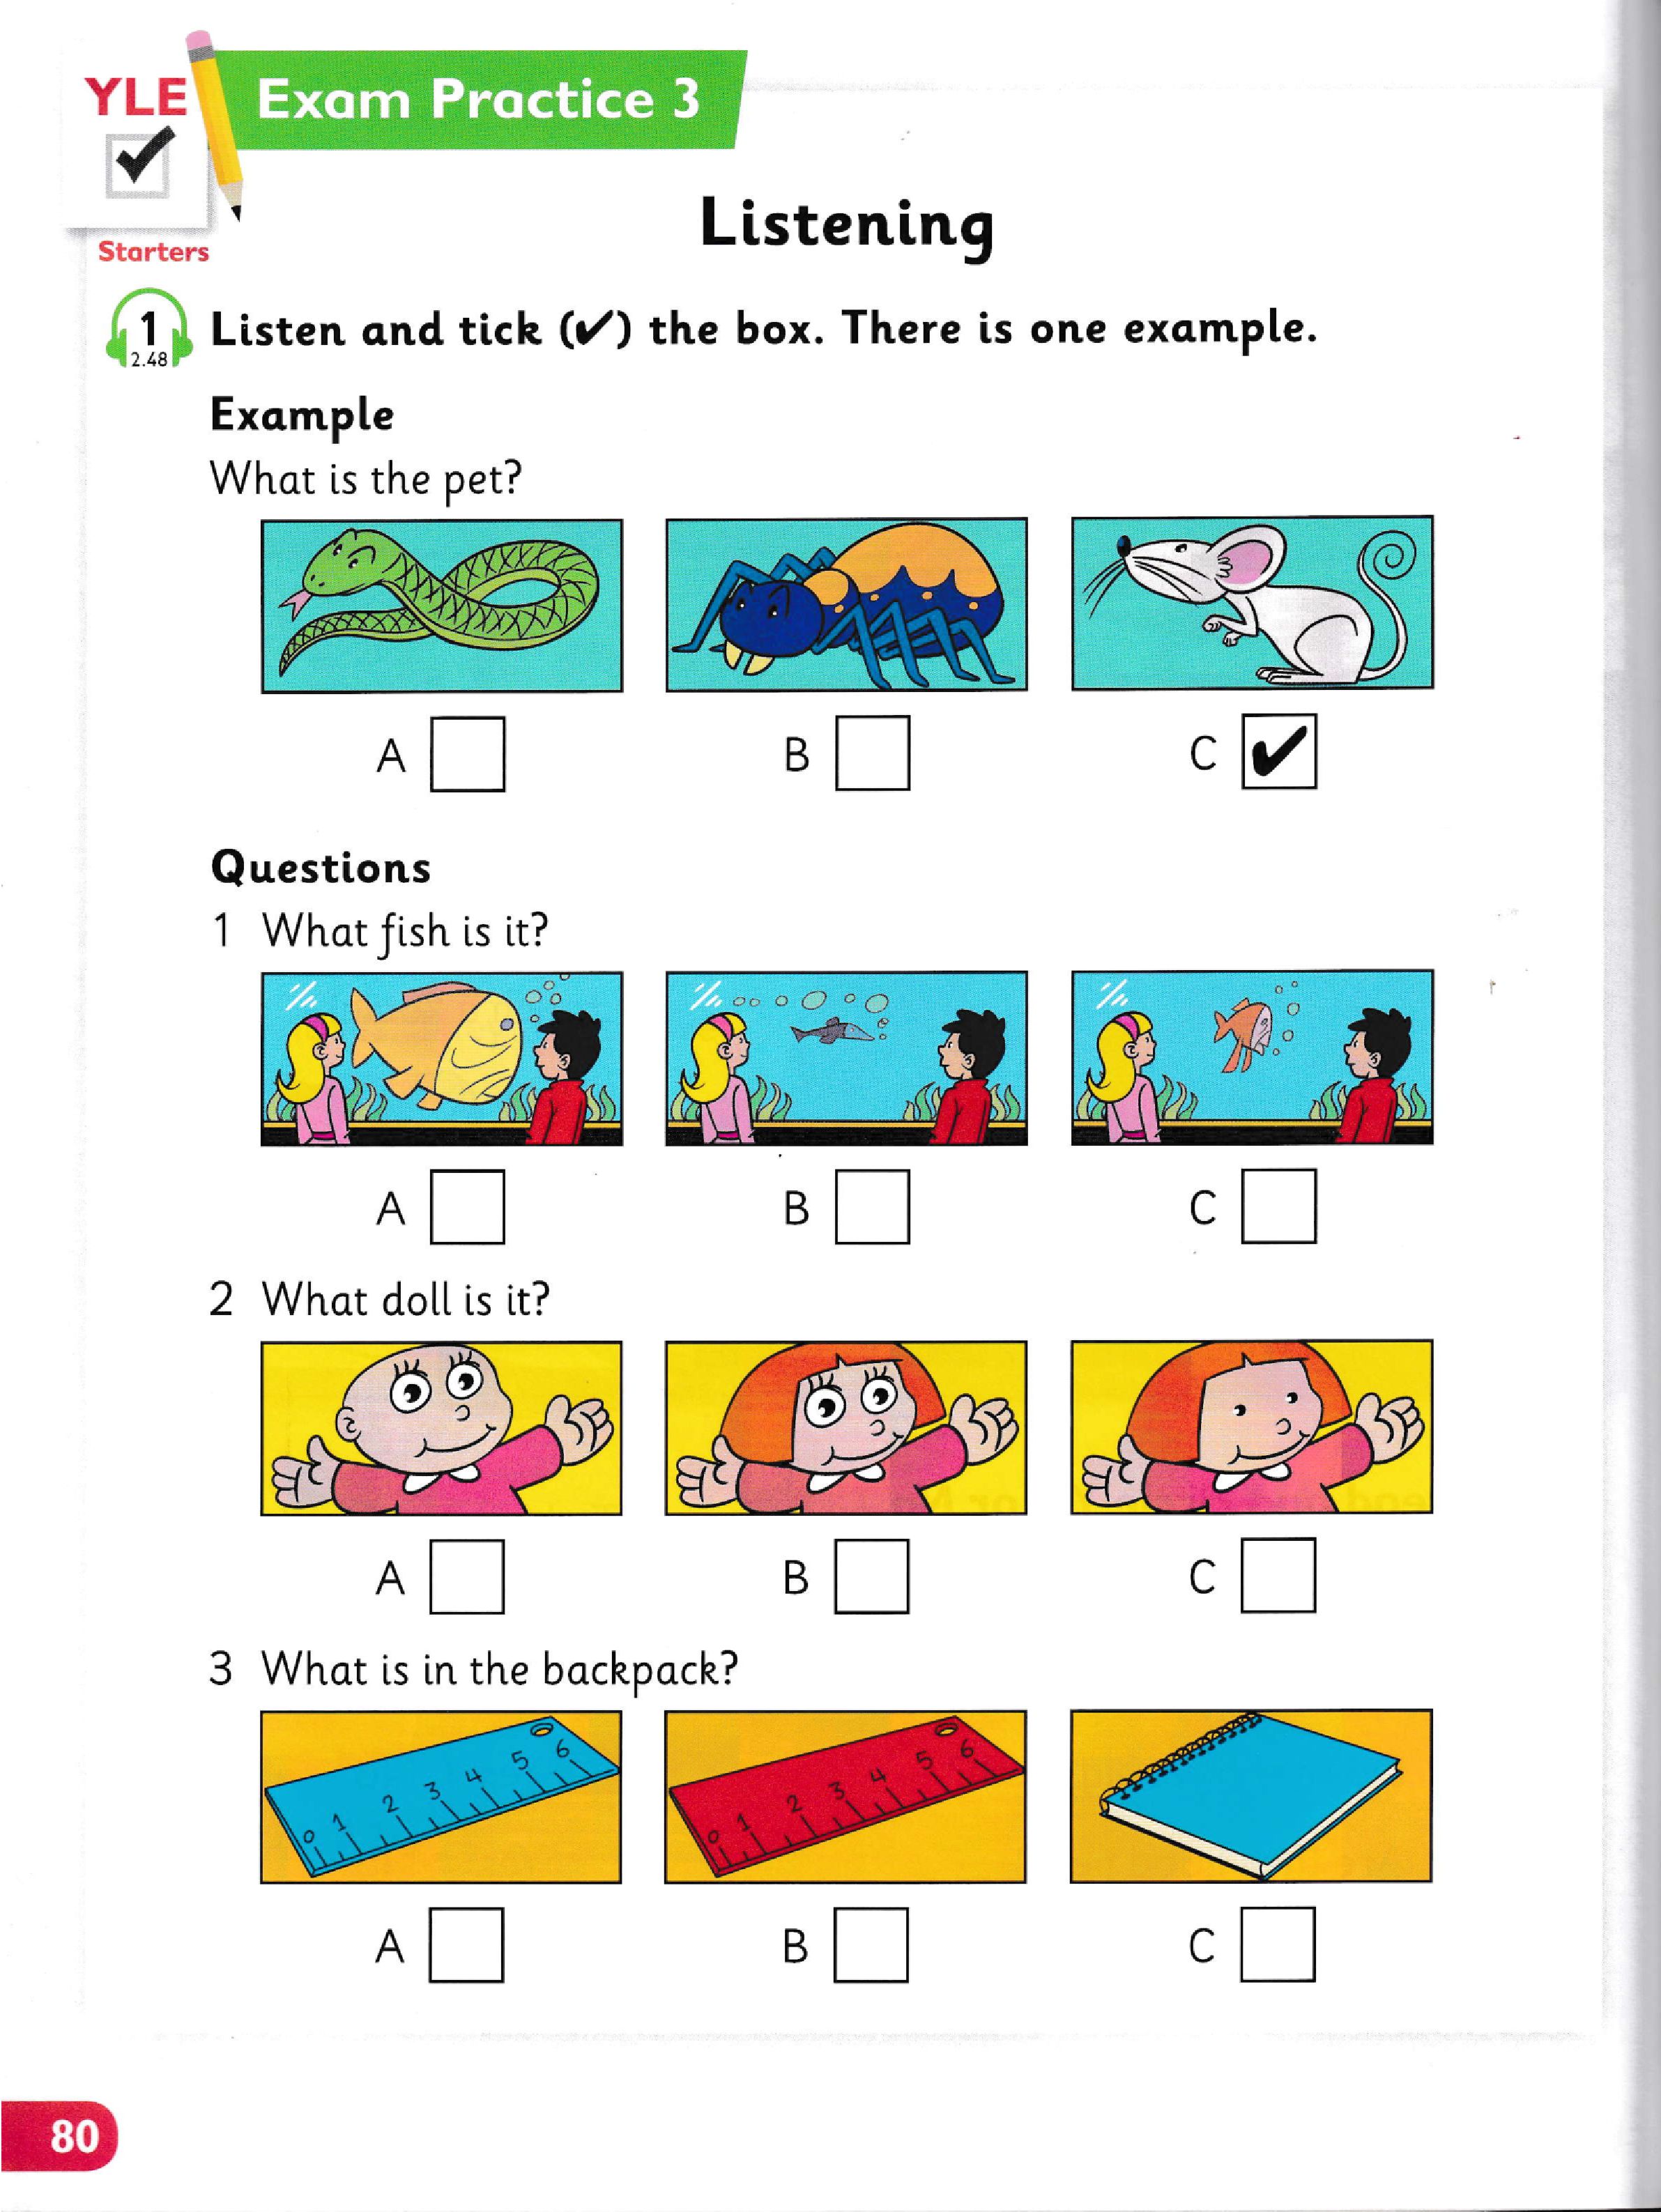 YLE
Exam Practice 3
Starters
Listening
1
2.48
Listen and tick (✔) the box. There is one example.
Example
What is the pet?
A
B
C ✔
Questions
1 What fish is it?
A
B
C
2 What doll is it?
A
B
C
3 What is in the backpack?
0 1 2 3 4 5 6
0 1 2 3 4 5 6
A
B
C
80